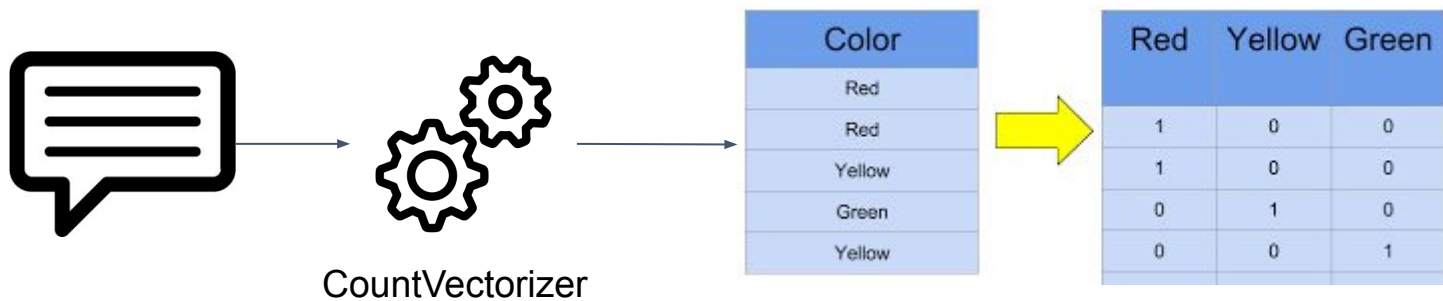 CountVectorizer
Color
Red
Red
Yellow
Green
Yellow
Red Yellow Green
1 0 0
1 0 0
0 1 0
0 0 1